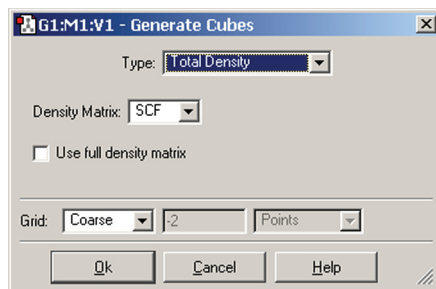 G1:M1:V1 - Generate Cubes
Type: Total Density
Density Matrix: SCF
Use full density matrix
Grid: Coarse -2 Points
Ok Cancel Help